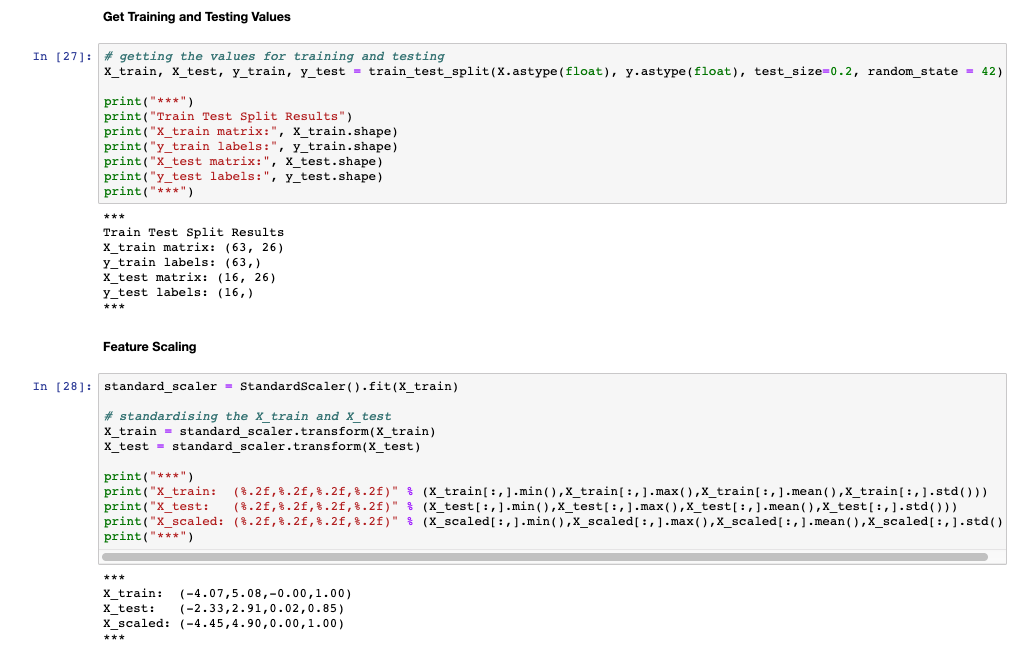 Get Training and Testing Values
In [27]:
# getting the values for training and testing
X_train, X_test, y_train, y_test = train_test_split(X.astype(float), y.astype(float), test_size=0.2, random_state = 42)
print("***")
print("Train Test Split Results")
print("X_train matrix:", X_train.shape)
print("y_train labels:", y_train.shape)
print("X_test matrix:", X_test.shape)
print("y_test labels:", y_test.shape)
print("***")
***
Train Test Split Results
X_train matrix: (63, 26)
y_train labels: (63,)
X_test matrix: (16, 26)
y_test labels: (16,)
***
Feature Scaling
In [28]:
standard_scaler = StandardScaler().fit(X_train)
# standardising the X_train and X_test
X_train = standard_scaler.transform(X_train)
X_test = standard_scaler.transform(X_test)
print("***")
print("X_train:  (%.2f,%.2f,%.2f,%.2f)" % (X_train[:,].min(),X_train[:,].max(),X_train[:,].mean(),X_train[:,].std()))
print("X_test:   (%.2f,%.2f,%.2f,%.2f)" % (X_test[:,].min(),X_test[:,].max(),X_test[:,].mean(),X_test[:,].std()))
print("X_scaled: (%.2f,%.2f,%.2f,%.2f)" % (X_scaled[:,].min(),X_scaled[:,].max(),X_scaled[:,].mean(),X_scaled[:,].std()
print("***")
***
X_train:  (-4.07,5.08,-0.00,1.00)
X_test:   (-2.33,2.91,0.02,0.85)
X_scaled: (-4.45,4.90,0.00,1.00)
***